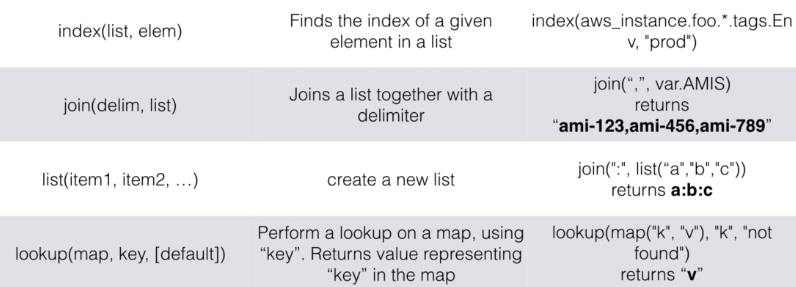 index(list, elem)
Finds the index of a given
element in a list
index(aws_instance.foo.*.tags.En
v, "prod")
join(delim, list)
Joins a list together with a
delimiter
join(“,”, var.AMIS)
returns
“ami-123,ami-456,ami-789”
list(item1, item2, …)
create a new list
join(":", list(“a","b","c"))
returns a:b:c
lookup(map, key, [default])
Perform a lookup on a map, using
“key”. Returns value representing
“key” in the map
lookup(map("k", "v"), "k", "not
found")
returns “v”